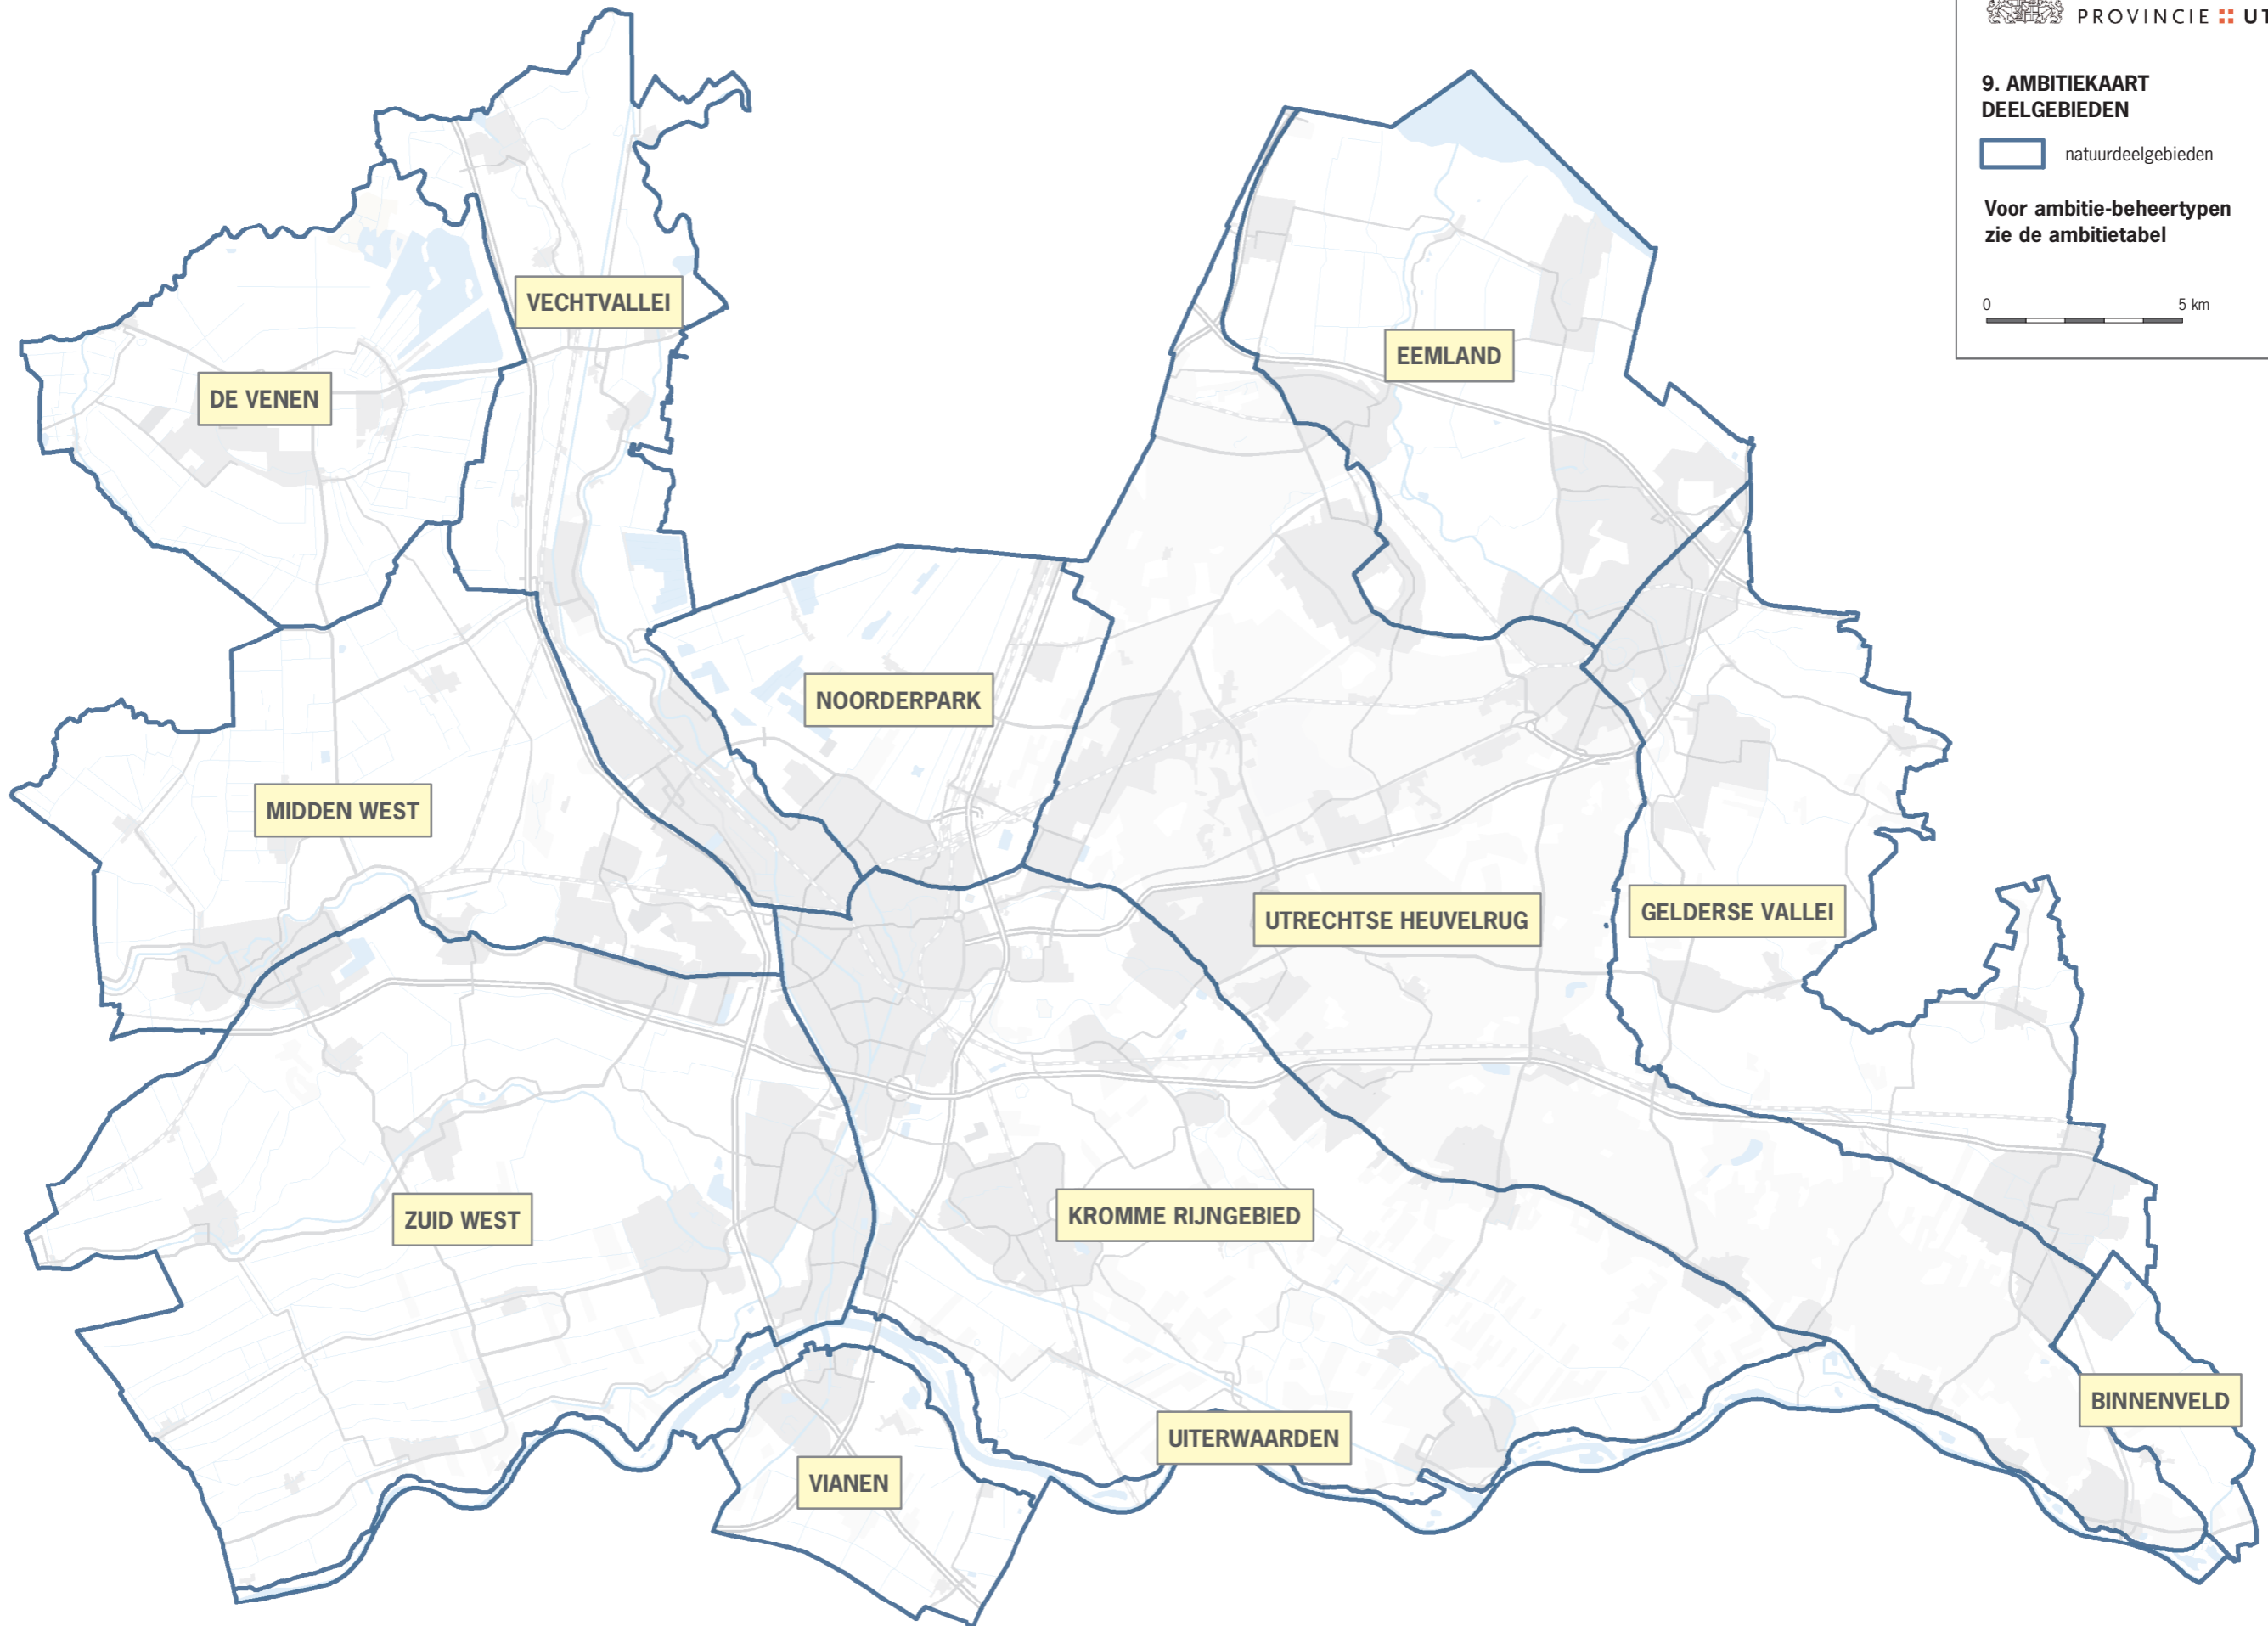 PROVINCIE :: UT
9. AMBITIEKAART
DEELGEBIEDEN
natuurdeelgebieden
Voor ambitie-beheertypen
zie de ambitietabel
0 5 km
VECHTVALLEI
EEMLAND
DE VENEN
NOORDERPARK
MIDDEN WEST
UTRECHTSE HEUVELRUG
GELDERSE VALLEI
ZUID WEST
KROMME RIJNGEBIED
BINNENVELD
UITERWAARDEN
VIANEN